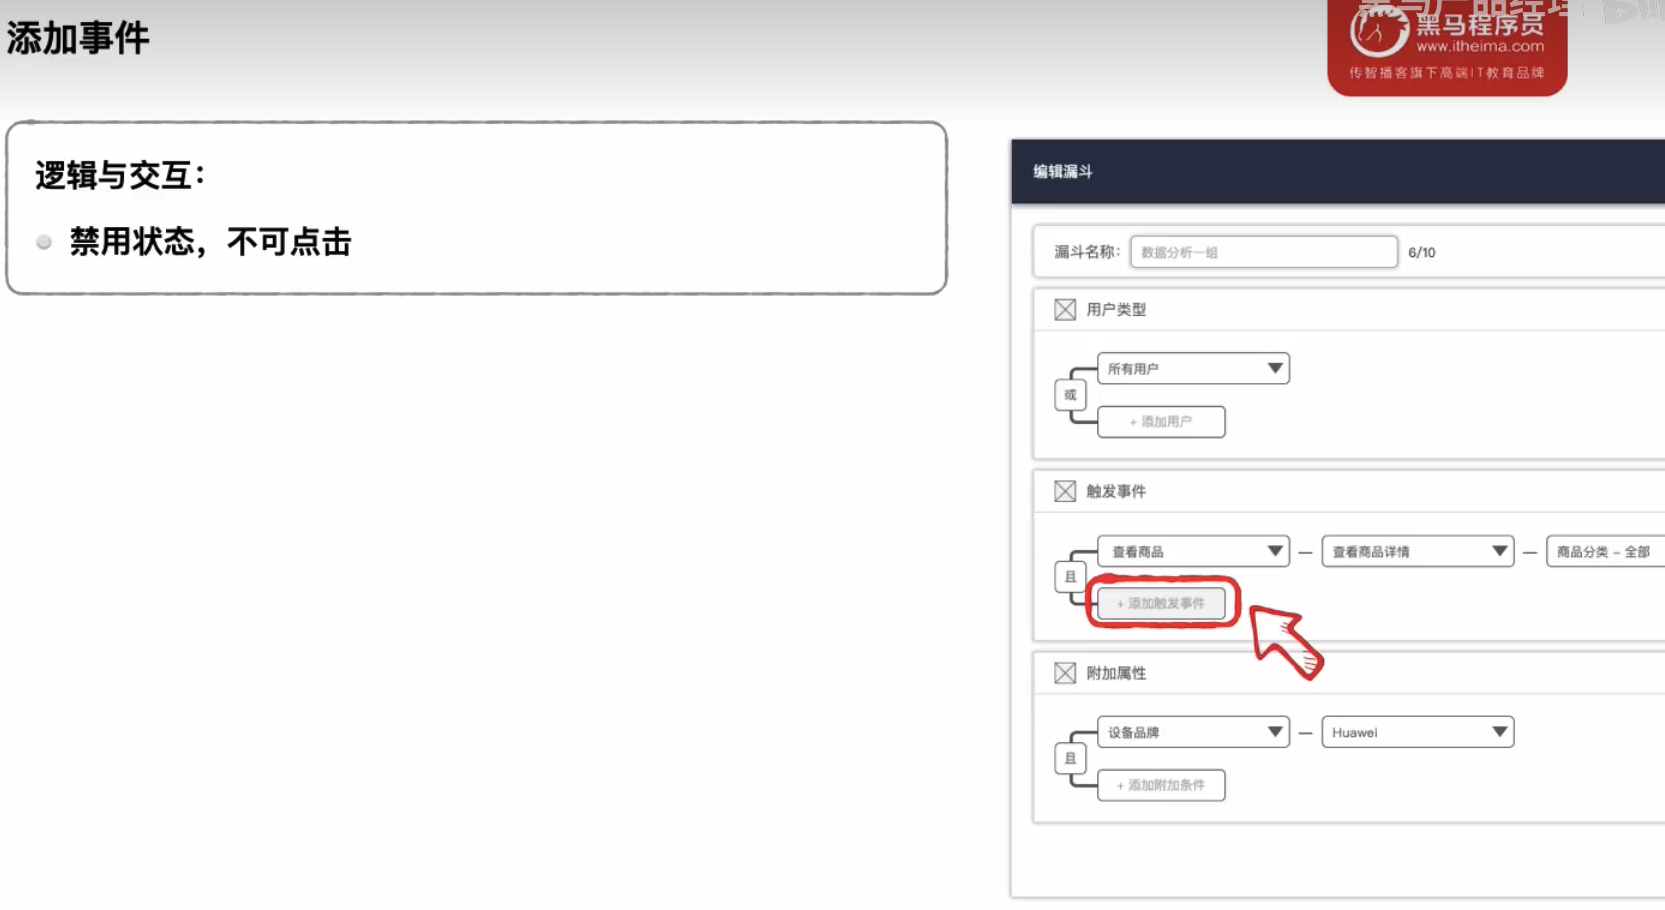 添加事件
黑马程序员
www.itheima.com
传智播客旗下高端IT教育品牌
逻辑与交互：
禁用状态，不可点击
编辑漏斗
漏斗名称： 数据分析一组 6/10
用户类型
所有用户
或
+ 添加用户
触发事件
查看商品 — 查看商品详情 — 商品分类 - 全部
且
+ 添加触发事件
附加属性
设备品牌 — Huawei
且
+ 添加附加条件